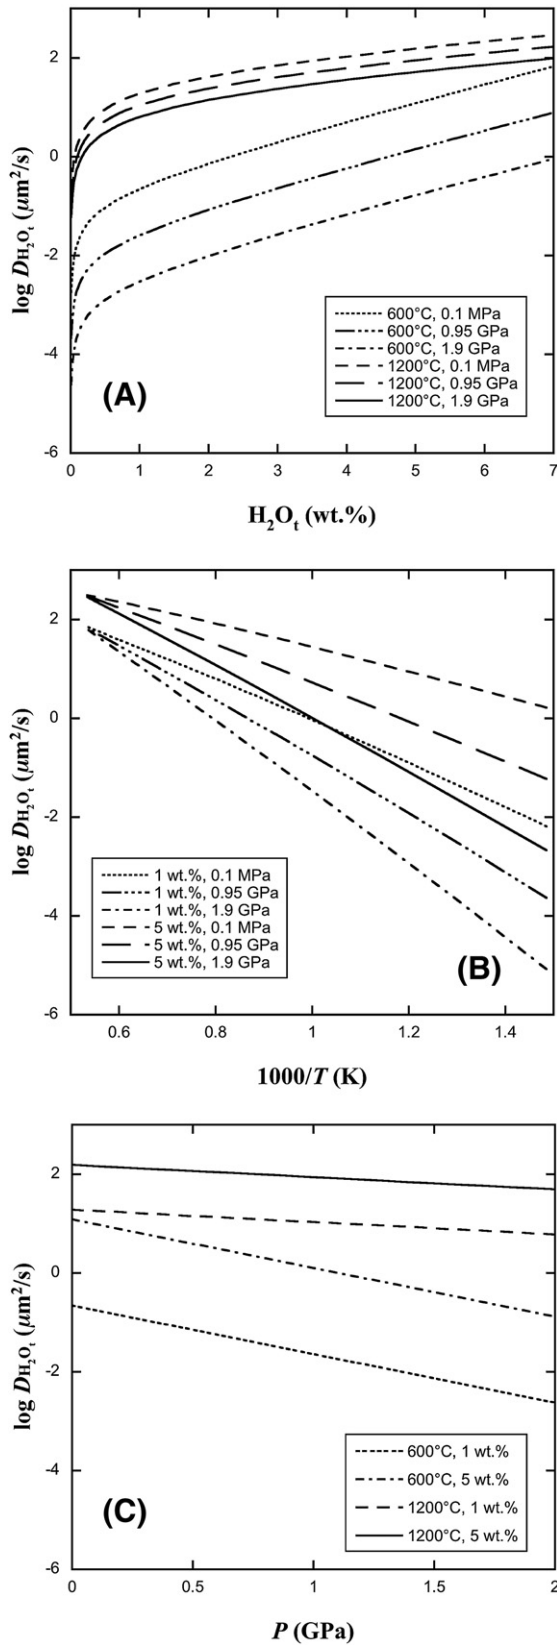 2
0
-2
-4
-6
log D_H₂O_t (μm²/s)
600°C, 0.1 MPa
600°C, 0.95 GPa
600°C, 1.9 GPa
1200°C, 0.1 MPa
1200°C, 0.95 GPa
1200°C, 1.9 GPa
(A)
0 1 2 3 4 5 6 7
H₂O_t (wt.%)
2
0
-2
-4
-6
log D_H₂O_t (μm²/s)
1 wt.%, 0.1 MPa
1 wt.%, 0.95 GPa
1 wt.%, 1.9 GPa
5 wt.%, 0.1 MPa
5 wt.%, 0.95 GPa
5 wt.%, 1.9 GPa
(B)
0.6 0.8 1 1.2 1.4
1000/T (K)
2
0
-2
-4
-6
log D_H₂O_t (μm²/s)
600°C, 1 wt.%
600°C, 5 wt.%
1200°C, 1 wt.%
1200°C, 5 wt.%
(C)
0 0.5 1 1.5 2
P (GPa)